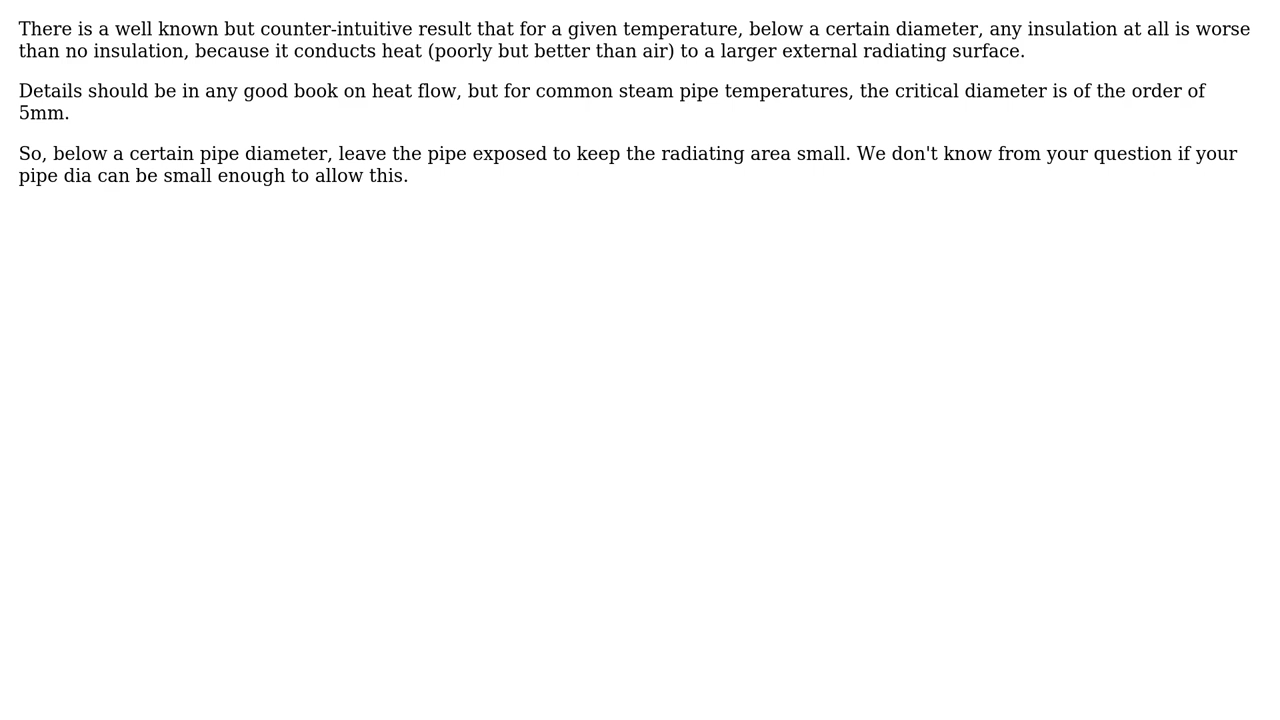 There is a well known but counter-intuitive result that for a given temperature, below a certain diameter, any insulation at all is worse
than no insulation, because it conducts heat (poorly but better than air) to a larger external radiating surface.
Details should be in any good book on heat flow, but for common steam pipe temperatures, the critical diameter is of the order of
5mm.
So, below a certain pipe diameter, leave the pipe exposed to keep the radiating area small. We don't know from your question if your
pipe dia can be small enough to allow this.